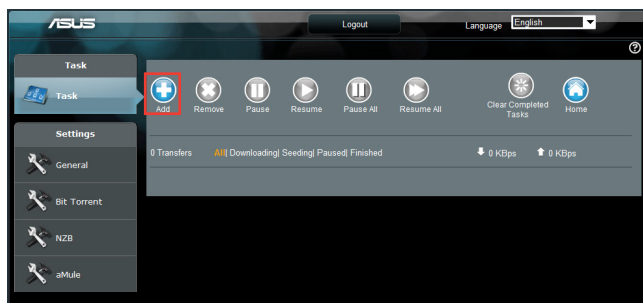 ASUS
Logout
Language English
Task
Task
Settings
General
Bit Torrent
NZB
aMule
Add Remove Pause Resume Pause All Resume All Clear Completed Tasks Home
0 Transfers All| Downloading| Seeding| Paused| Finished 0 KBps 0 KBps